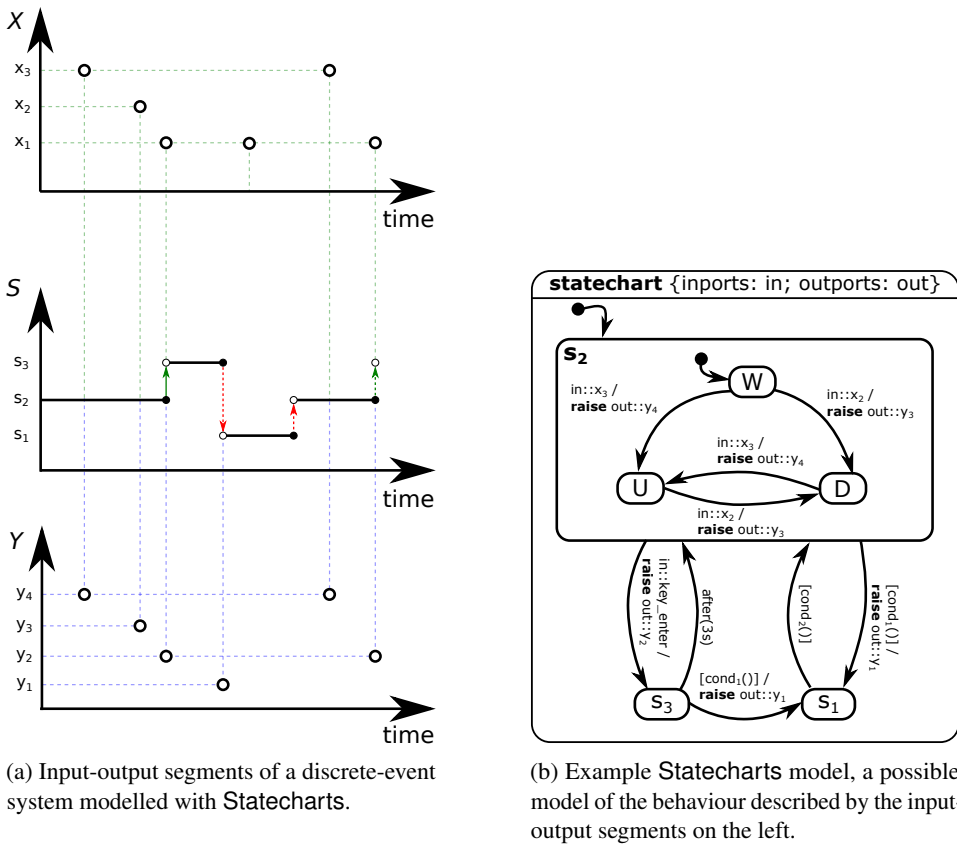 X
x₃
x₂
x₁
time
S
s₃
s₂
s₁
time
Y
y₄
y₃
y₂
y₁
time
(a) Input-output segments of a discrete-event
system modelled with Statecharts.
statechart {inports: in; outports: out}
s₂
W
in::x₃ /
raise out::y₄
in::x₂ /
raise out::y₃
in::x₃ /
raise out::y₄
U
D
in::x₂ /
raise out::y₃
in::key_enter /
raise out::y₂
after(3s)
[cond₂()]
[cond₁()] /
raise out::y₁
[cond₁()] /
raise out::y₁
s₃
s₁
(b) Example Statecharts model, a possible
model of the behaviour described by the input-
output segments on the left.